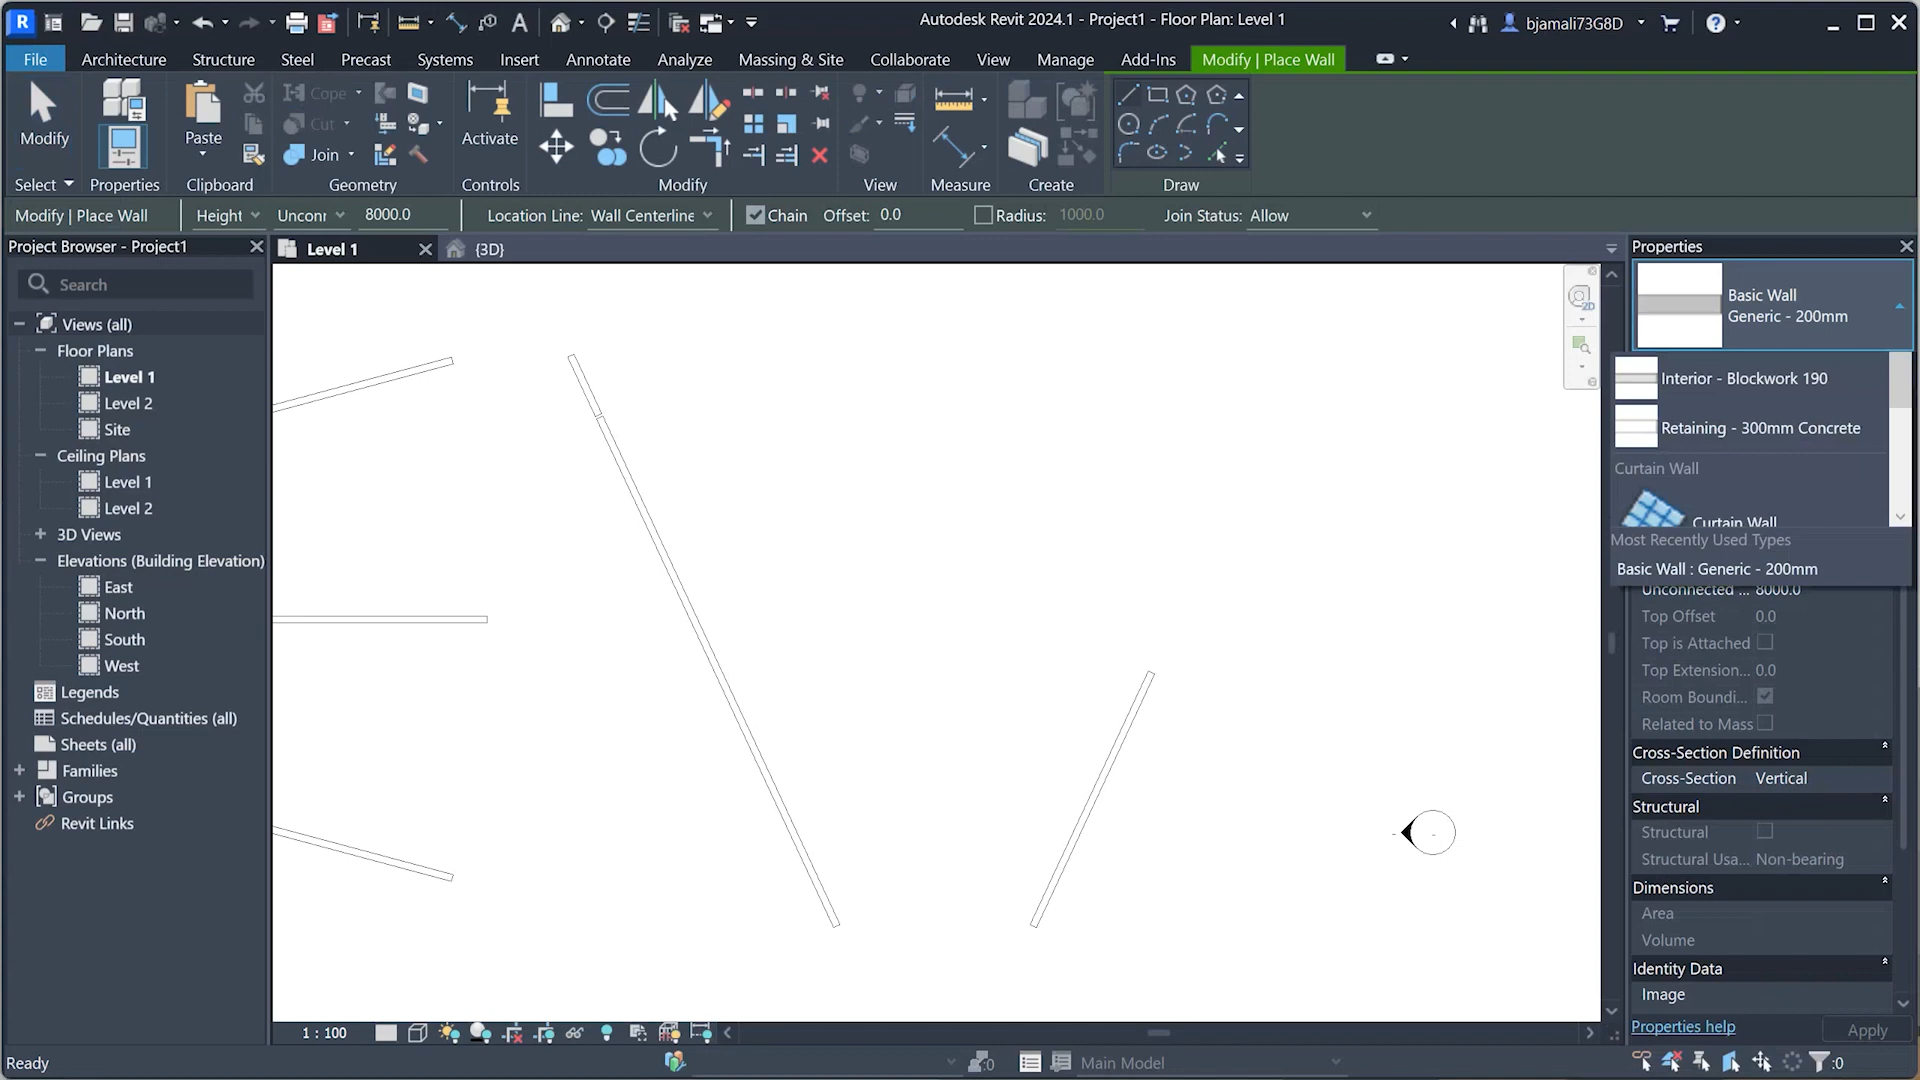 R
Autodesk Revit 2024.1 - Project1 - Floor Plan: Level 1
bjamali73G8D
File
Architecture
Structure
Steel
Precast
Systems
Insert
Annotate
Analyze
Massing & Site
Collaborate
View
Manage
Add-Ins
Modify | Place Wall
Modify
Paste
Cope
Cut
Join
Activate
Select
Properties
Clipboard
Geometry
Controls
Modify
View
Measure
Create
Draw
Modify | Place Wall
Height
Uncon
8000.0
Location Line: Wall Centerline
Chain
Offset: 0.0
Radius: 1000.0
Join Status: Allow
Project Browser - Project1
Search
Views (all)
Floor Plans
Level 1
Level 2
Site
Ceiling Plans
Level 1
Level 2
3D Views
Elevations (Building Elevation)
East
North
South
West
Legends
Schedules/Quantities (all)
Sheets (all)
Families
Groups
Revit Links
Level 1
{3D}
2D
Properties
Basic Wall
Generic - 200mm
Interior - Blockwork 190
Retaining - 300mm Concrete
Curtain Wall
Curtain Wall
Most Recently Used Types
Basic Wall : Generic - 200mm
Unconnected ... 8000.0
Top Offset 0.0
Top is Attached
Top Extension... 0.0
Room Boundi...
Related to Mass
Cross-Section Definition
Cross-Section Vertical
Structural
Structural
Structural Usa... Non-bearing
Dimensions
Area
Volume
Identity Data
Image
Properties help
Apply
1 : 100
Ready
:0
Main Model
:0